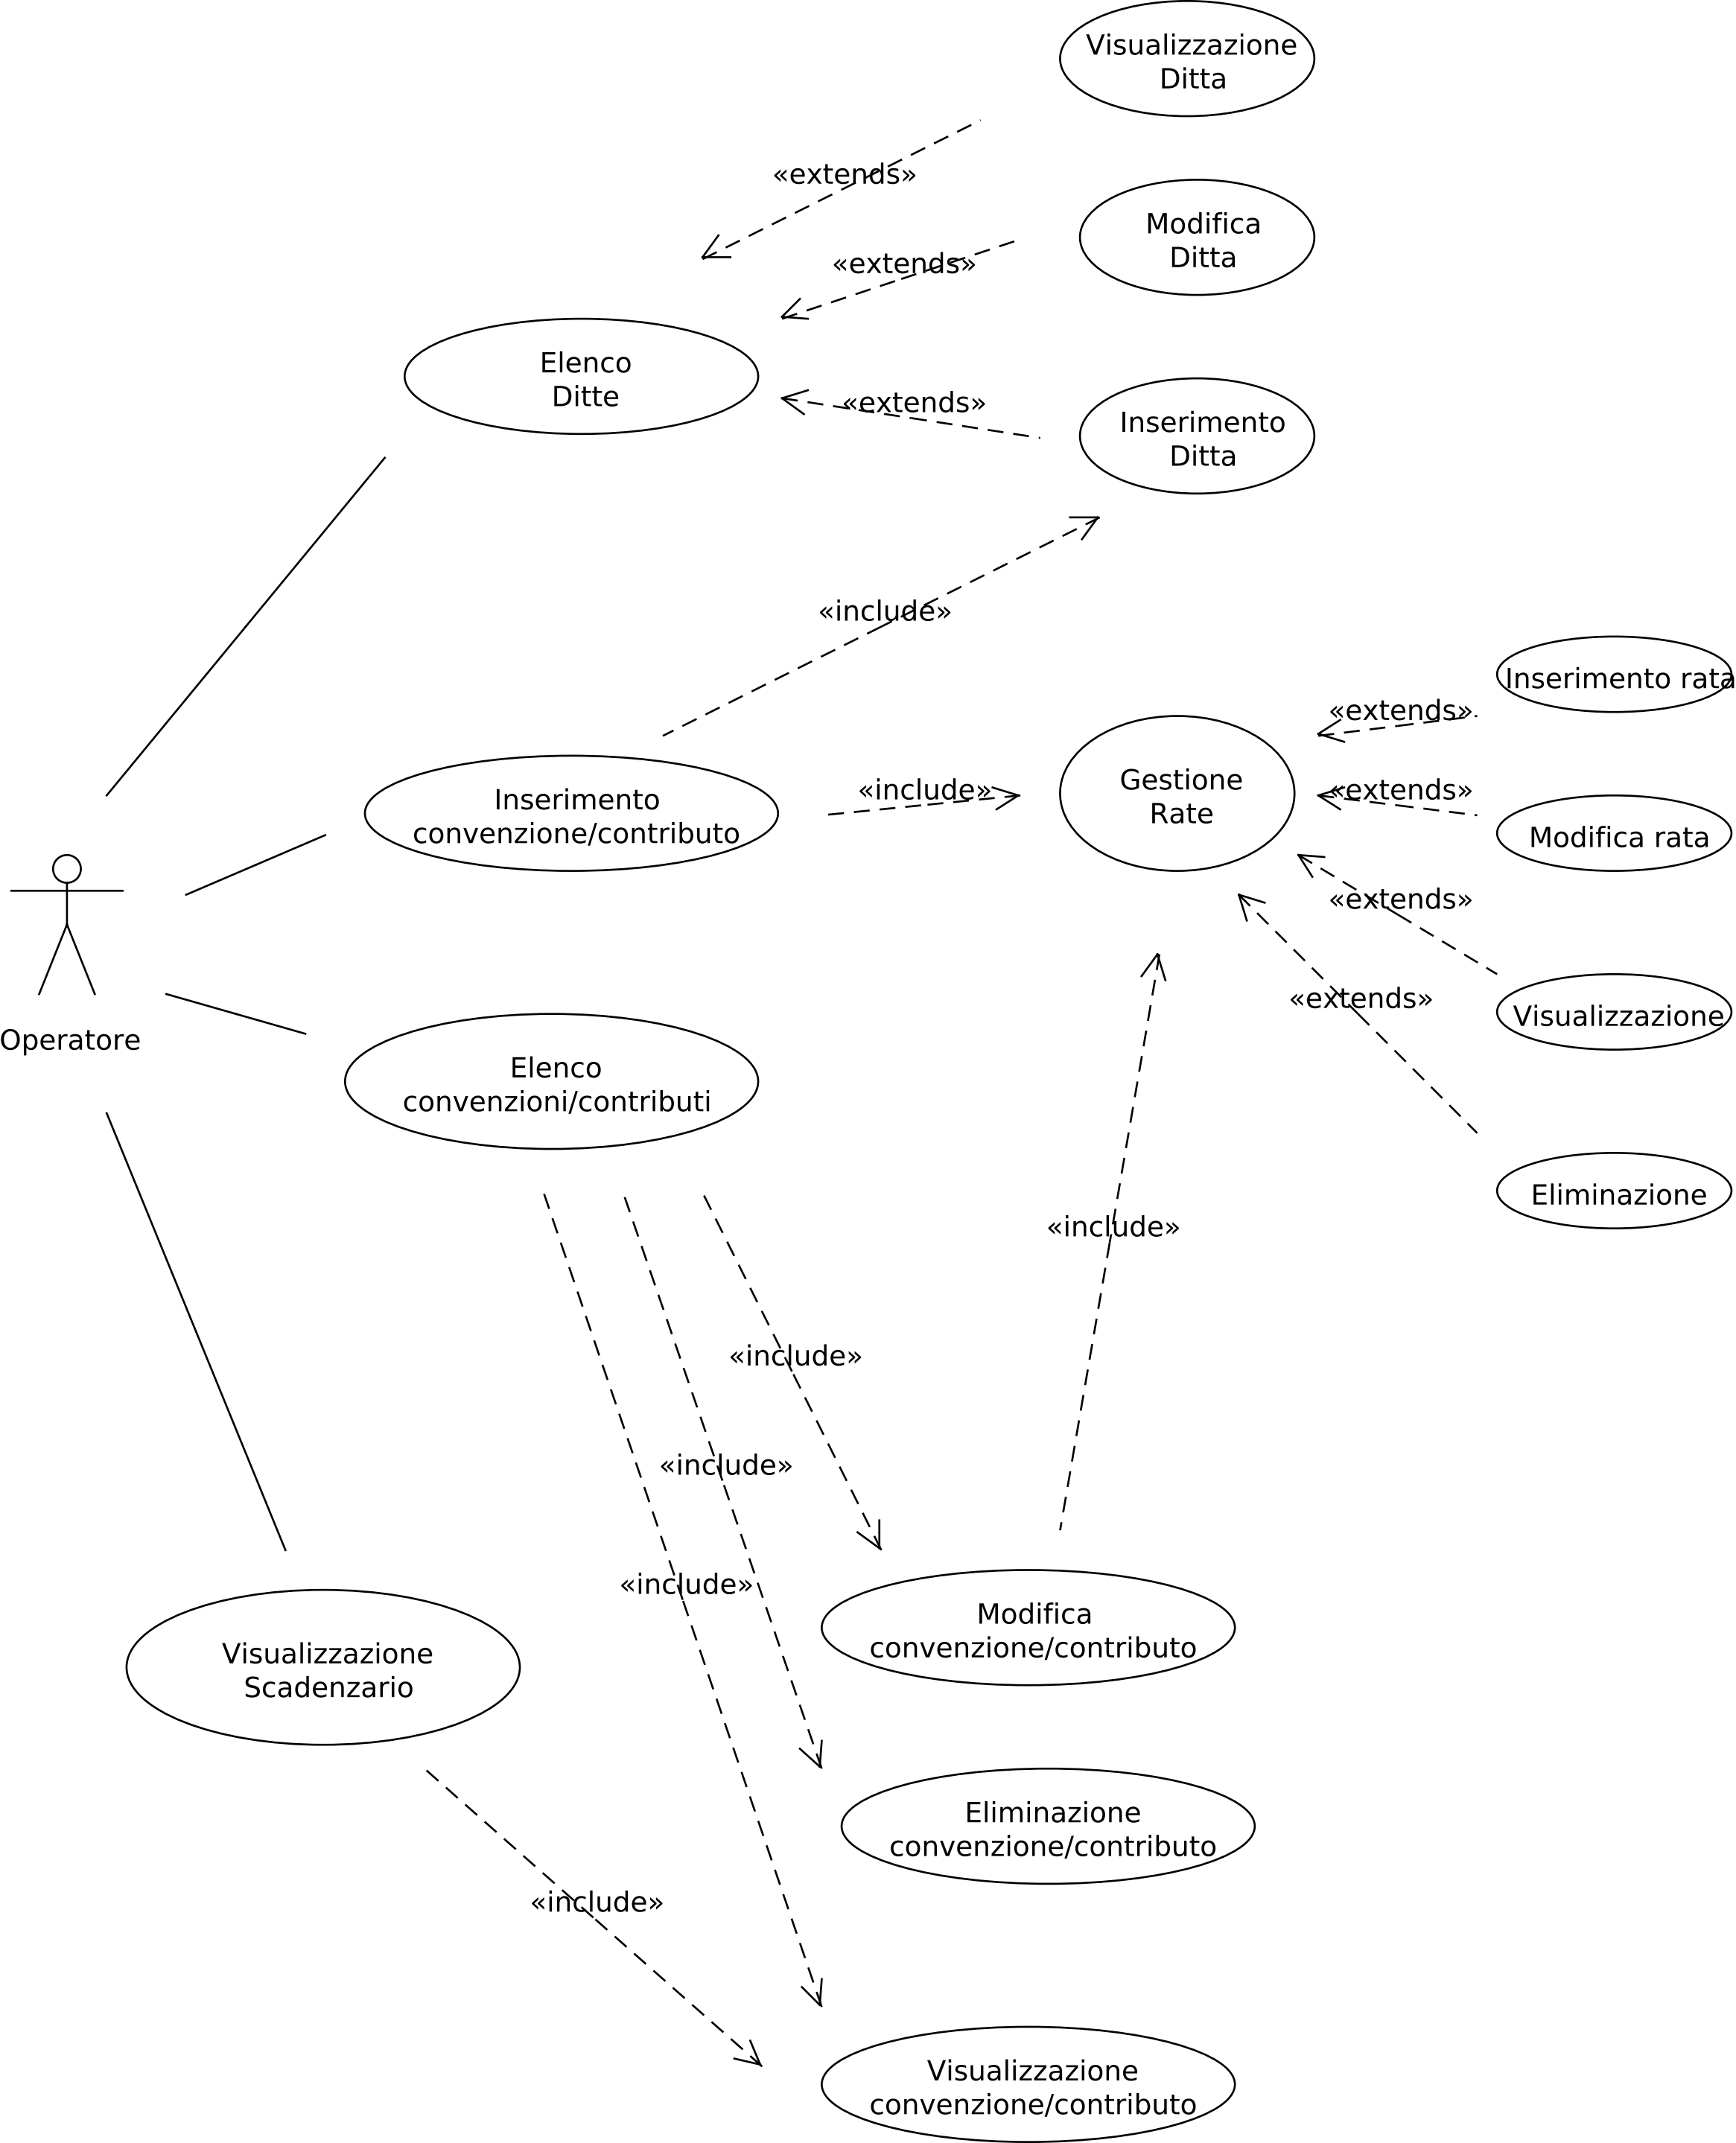 Visualizzazione
Ditta
«extends»
Modifica
Ditta
«extends»
Elenco
Ditte
«extends»
Inserimento
Ditta
«include»
Inserimento rata
«extends»
Gestione
Rate
Inserimento
convenzione/contributo
«include»
«extends»
Modifica rata
«extends»
«extends»
Visualizzazione
Operatore
Elenco
convenzioni/contributi
Eliminazione
«include»
«include»
«include»
«include»
Modifica
convenzione/contributo
Visualizzazione
Scadenzario
Eliminazione
convenzione/contributo
«include»
Visualizzazione
convenzione/contributo